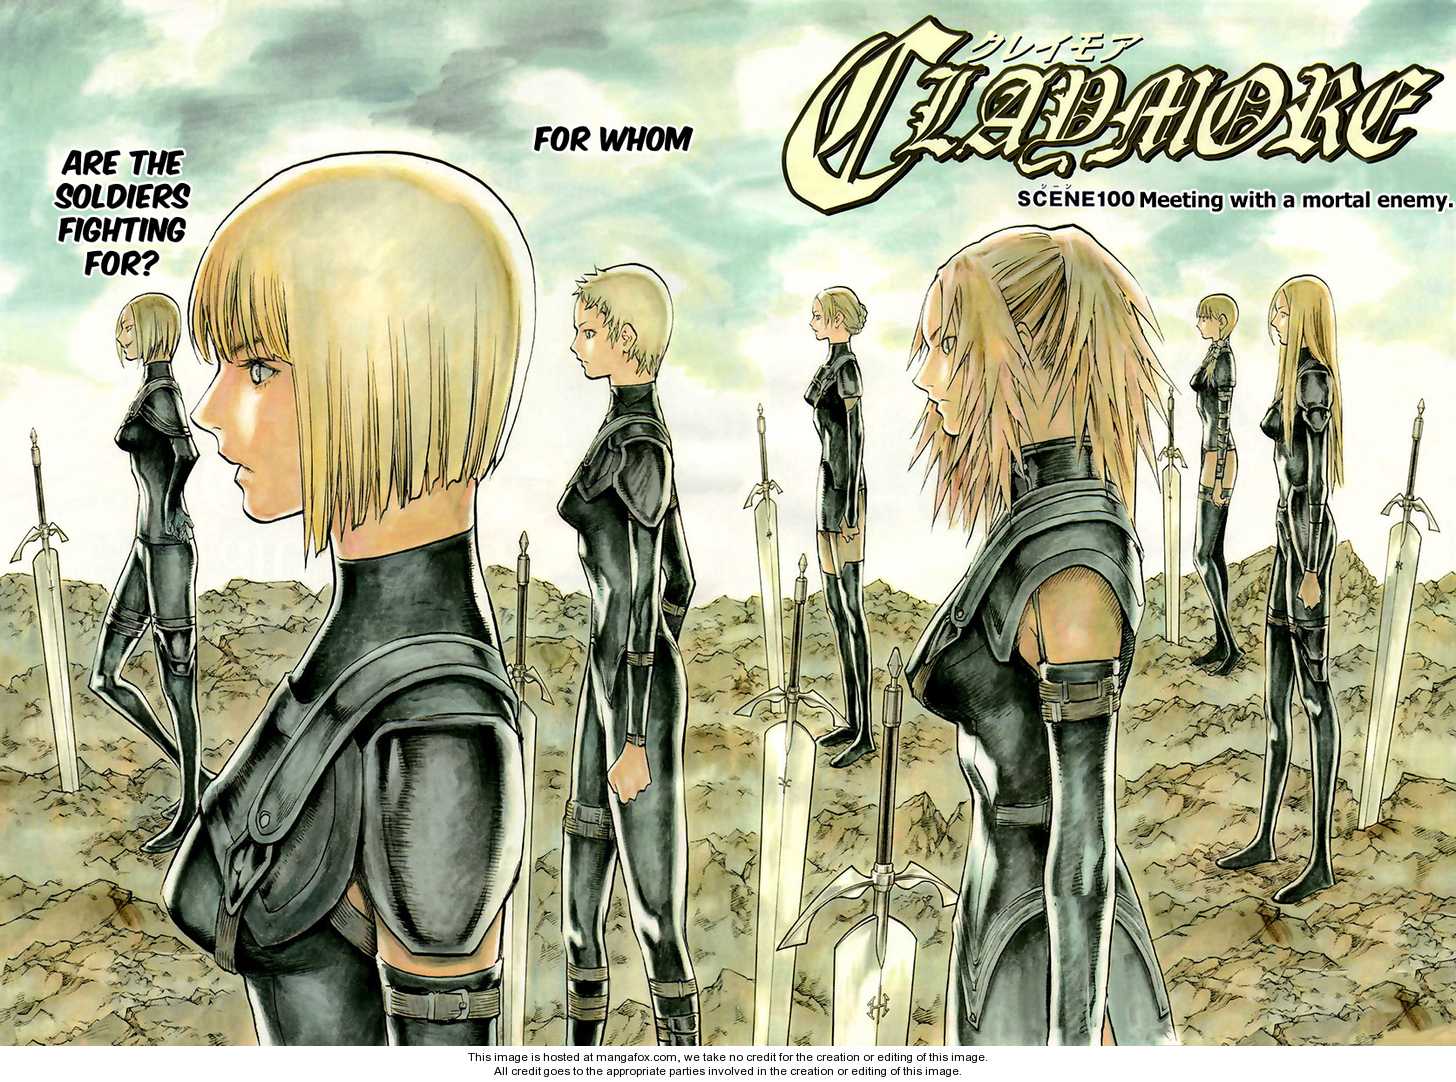 クレイモア
CLAYMORE
シーン
SCENE100 Meeting with a mortal enemy.
FOR WHOM
ARE THE
SOLDIERS
FIGHTING
FOR?
This image is hosted at mangafox.com, we take no credit for the creation or editing of this image.
All credit goes to the appropriate parties involved in the creation or editing of this image.